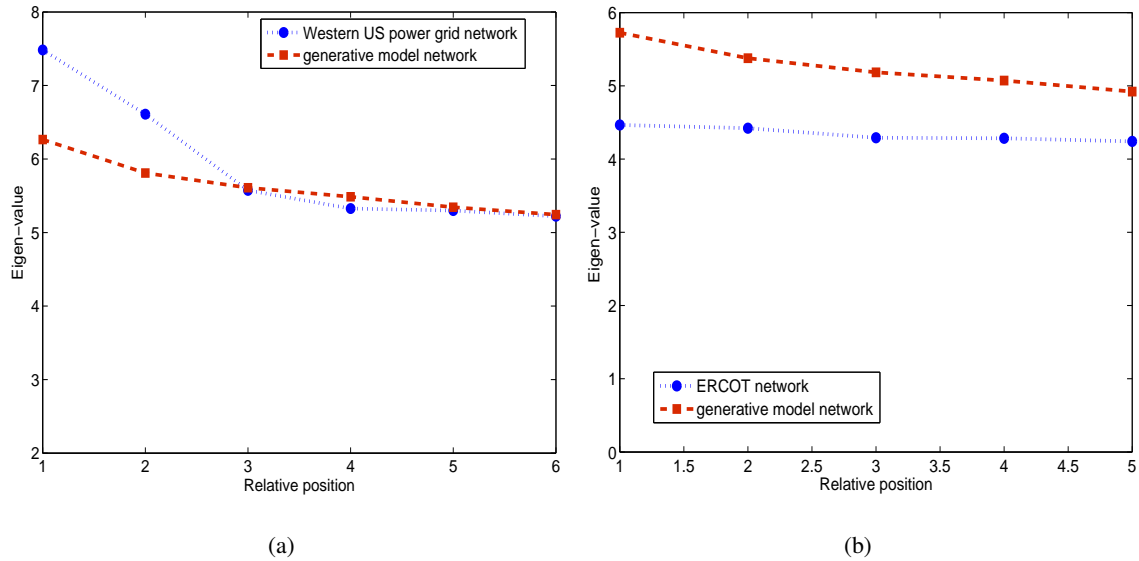 8
7
6
5
4
3
2
1
2
3
4
5
6
Eigen−value
Relative position
Western US power grid network
generative model network
(a)
6
5
4
3
2
1
0
1
1.5
2
2.5
3
3.5
4
4.5
5
Eigen−value
Relative position
ERCOT network
generative model network
(b)